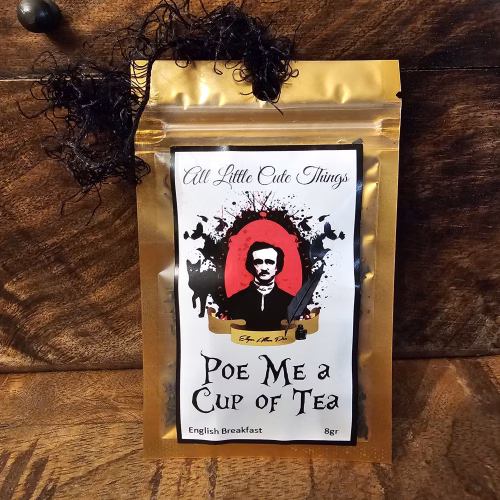 All Little Cute Things
Edgar Allan Poe
Poe Me a
Cup of Tea
English Breakfast 8gr